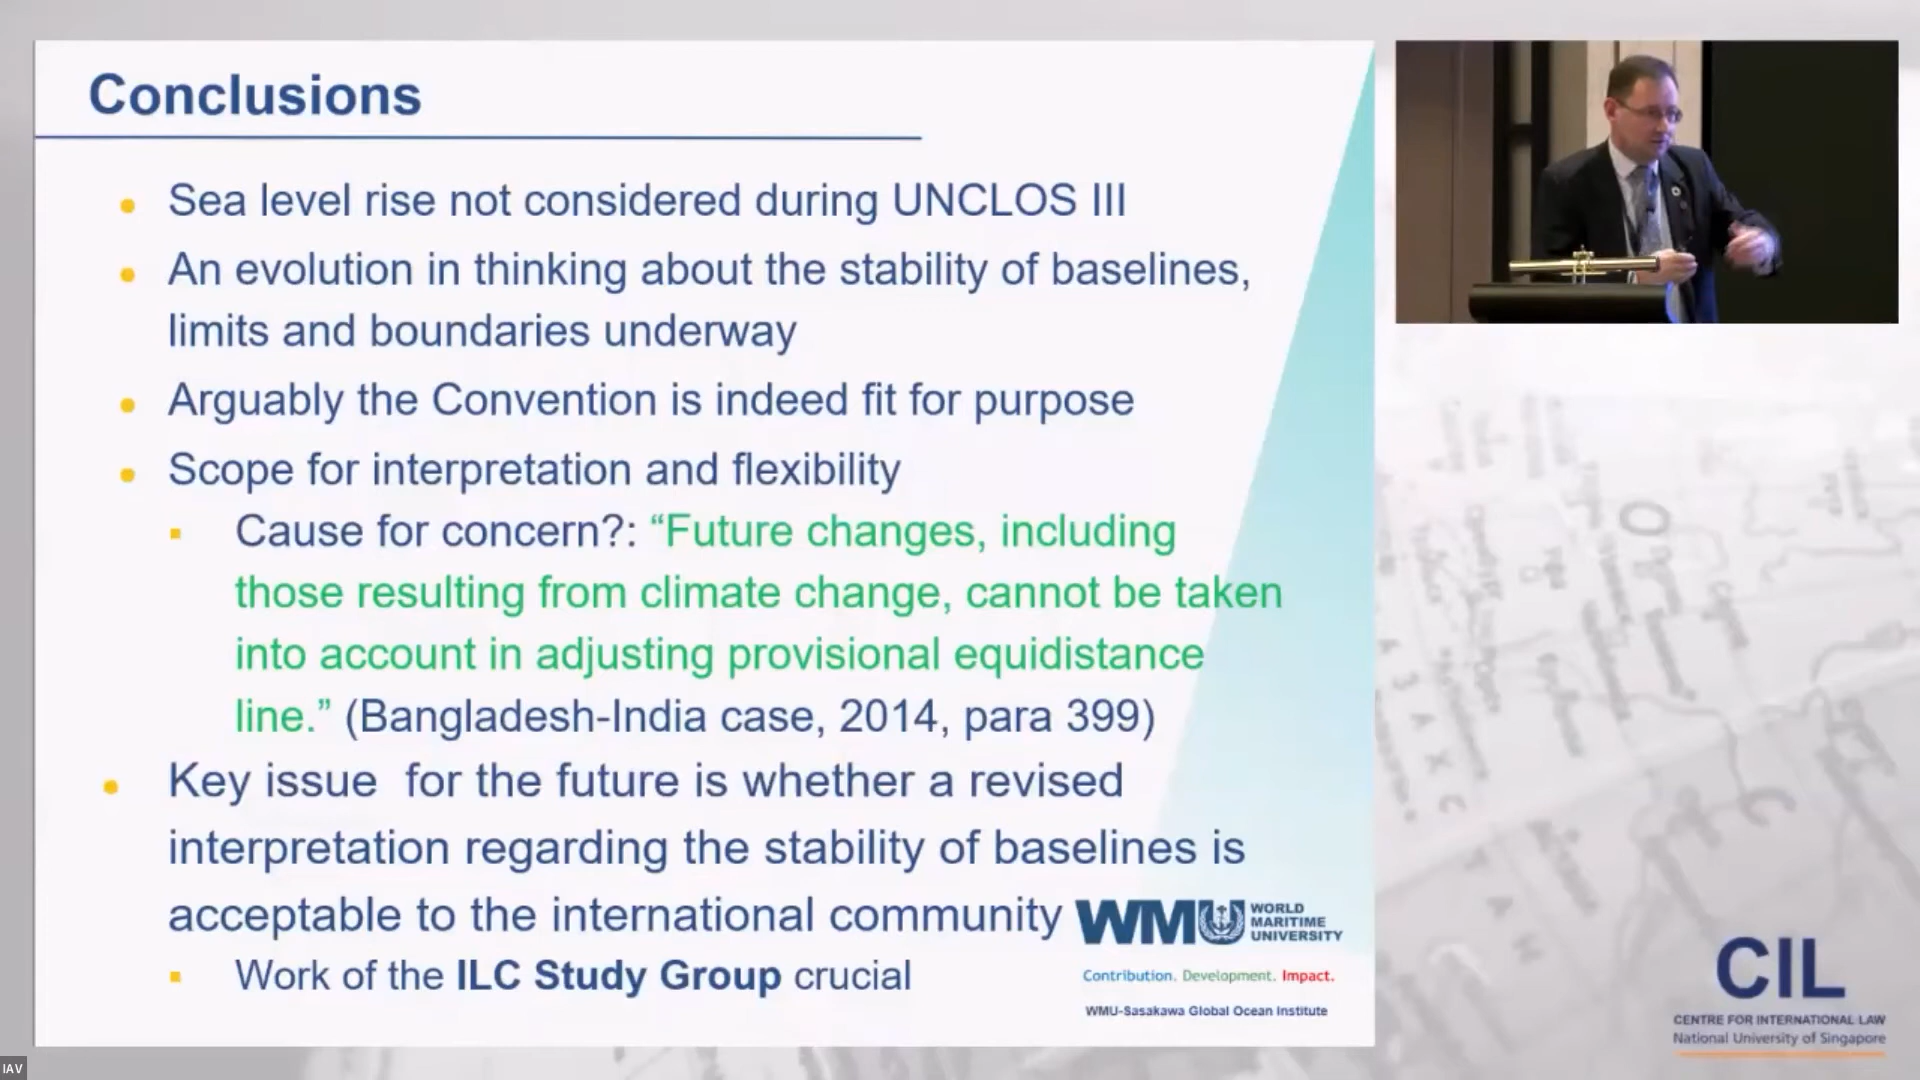 Conclusions
• Sea level rise not considered during UNCLOS III
• An evolution in thinking about the stability of baselines,
limits and boundaries underway
• Arguably the Convention is indeed fit for purpose
• Scope for interpretation and flexibility
▪ Cause for concern?: “Future changes, including
those resulting from climate change, cannot be taken
into account in adjusting provisional equidistance
line.” (Bangladesh-India case, 2014, para 399)
• Key issue  for the future is whether a revised
interpretation regarding the stability of baselines is
acceptable to the international community
▪ Work of the ILC Study Group crucial
WMU WORLD
MARITIME
UNIVERSITY
Contribution. Development. Impact.
WMU-Sasakawa Global Ocean Institute
CIL
CENTRE FOR INTERNATIONAL LAW
National University of Singapore
IAV